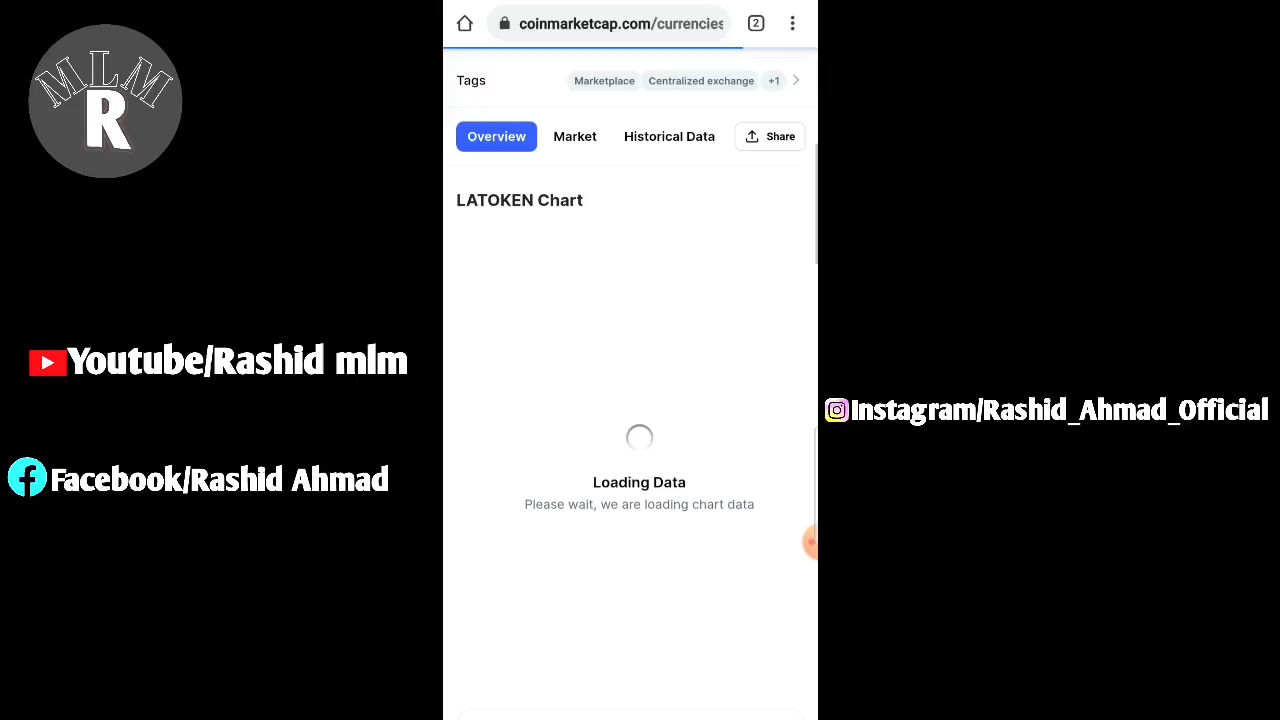 MLM
R
coinmarketcap.com/currencies
2
Tags
Marketplace
Centralized exchange
+1
Overview
Market
Historical Data
Share
LATOKEN Chart
Youtube/Rashid mlm
Instagram/Rashid_Ahmad_Official
Facebook/Rashid Ahmad
Loading Data
Please wait, we are loading chart data